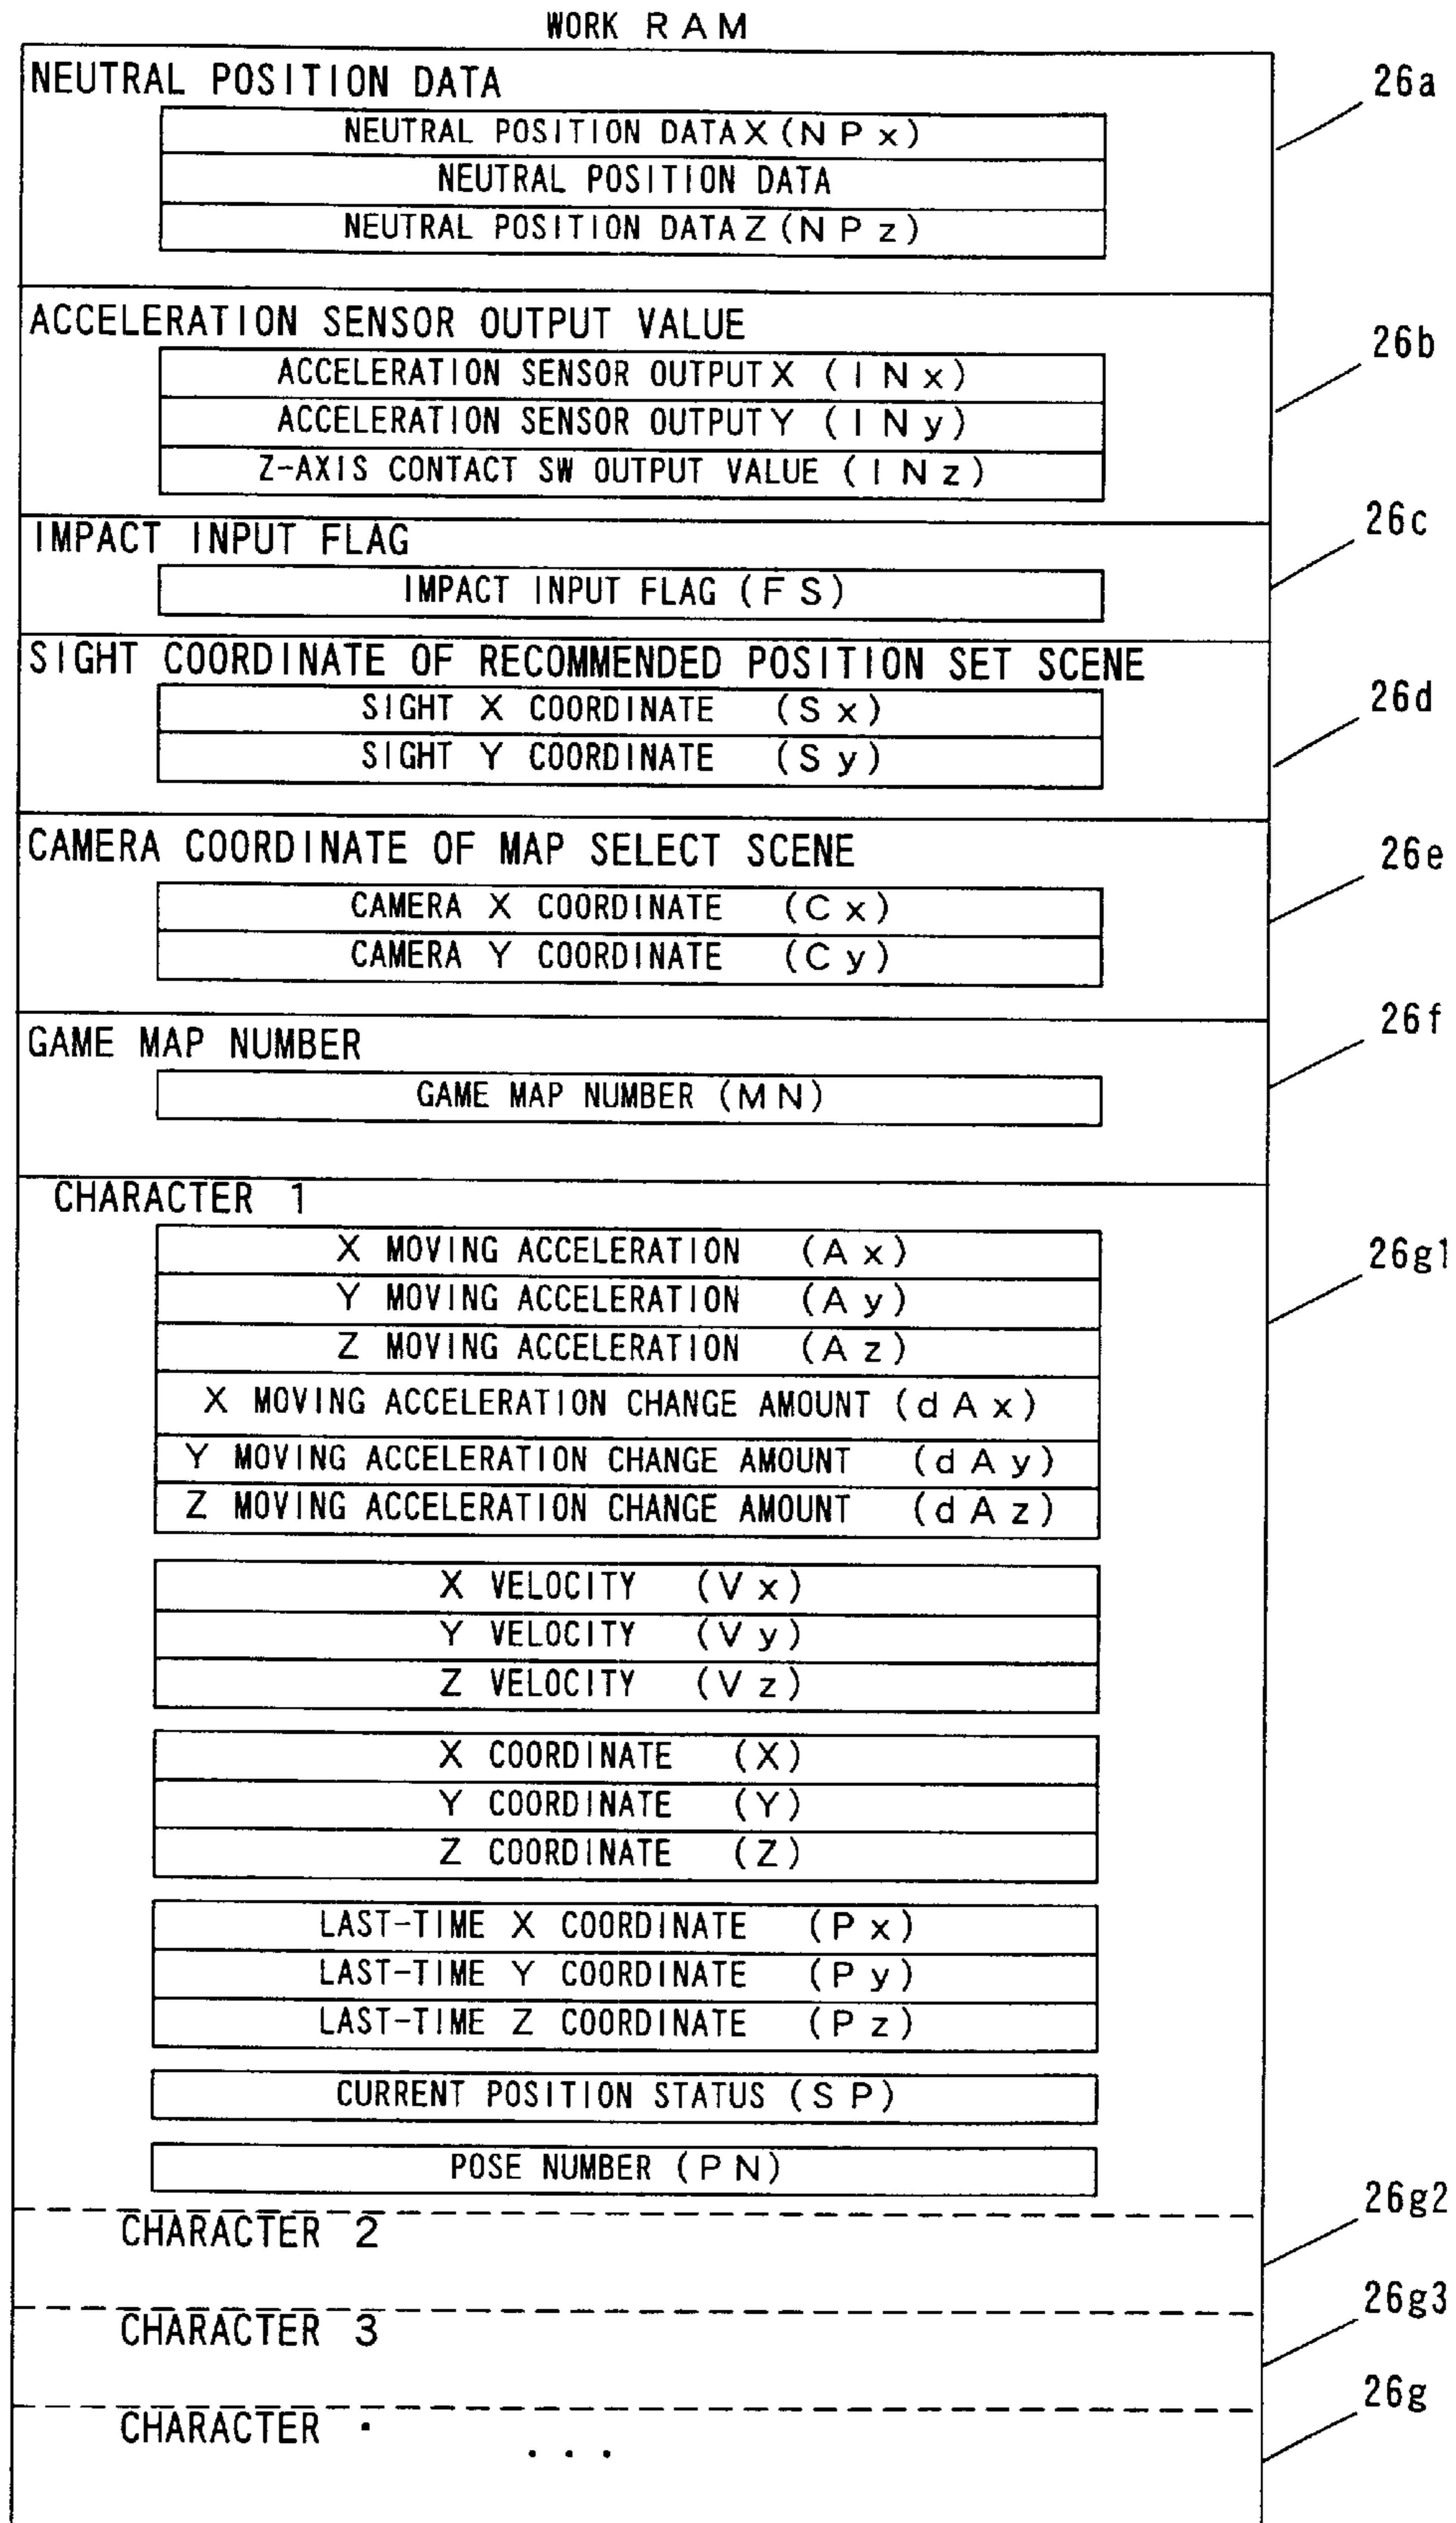 WORK RAM
NEUTRAL POSITION DATA
26a
NEUTRAL POSITION DATA X (NPx)
NEUTRAL POSITION DATA
NEUTRAL POSITION DATA Z (NPz)
ACCELERATION SENSOR OUTPUT VALUE
26b
ACCELERATION SENSOR OUTPUT X (INx)
ACCELERATION SENSOR OUTPUT Y (INy)
Z-AXIS CONTACT SW OUTPUT VALUE (INz)
IMPACT INPUT FLAG
26c
IMPACT INPUT FLAG (FS)
SIGHT COORDINATE OF RECOMMENDED POSITION SET SCENE
26d
SIGHT X COORDINATE (Sx)
SIGHT Y COORDINATE (Sy)
CAMERA COORDINATE OF MAP SELECT SCENE
26e
CAMERA X COORDINATE (Cx)
CAMERA Y COORDINATE (Cy)
26f
GAME MAP NUMBER
GAME MAP NUMBER (MN)
CHARACTER 1
26g1
X MOVING ACCELERATION (Ax)
Y MOVING ACCELERATION (Ay)
Z MOVING ACCELERATION (Az)
X MOVING ACCELERATION CHANGE AMOUNT (dAx)
Y MOVING ACCELERATION CHANGE AMOUNT (dAy)
Z MOVING ACCELERATION CHANGE AMOUNT (dAz)
X VELOCITY (Vx)
Y VELOCITY (Vy)
Z VELOCITY (Vz)
X COORDINATE (X)
Y COORDINATE (Y)
Z COORDINATE (Z)
LAST-TIME X COORDINATE (Px)
LAST-TIME Y COORDINATE (Py)
LAST-TIME Z COORDINATE (Pz)
CURRENT POSITION STATUS (SP)
POSE NUMBER (PN)
26g2
CHARACTER 2
26g3
CHARACTER 3
26g
CHARACTER ·
...